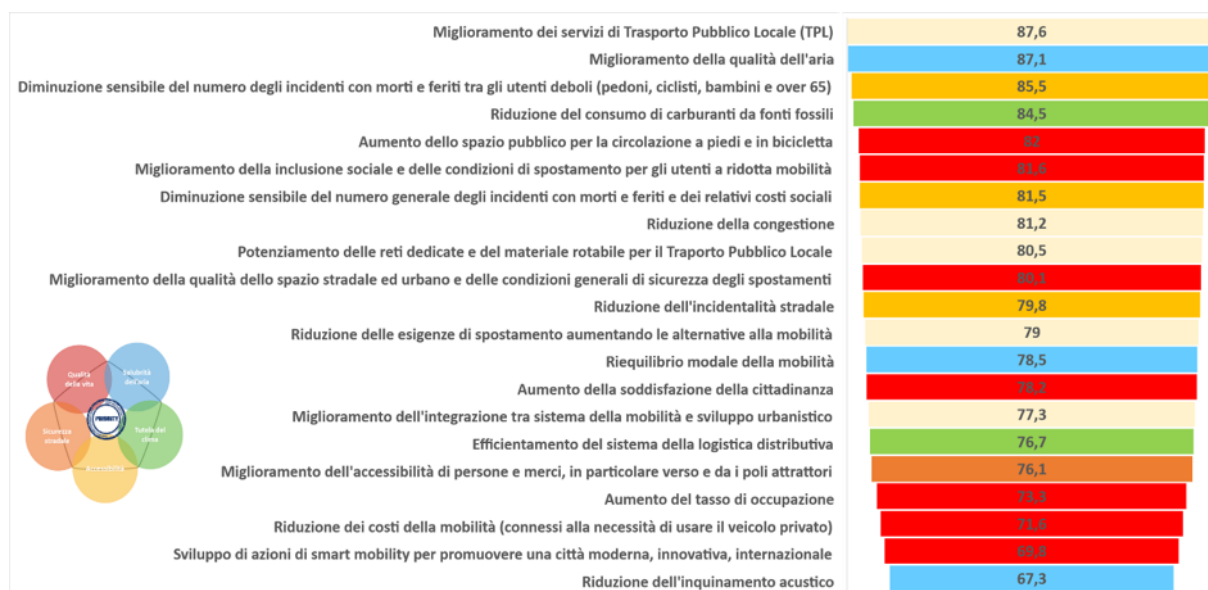 Miglioramento dei servizi di Trasporto Pubblico Locale (TPL) 87,6
Miglioramento della qualità dell'aria 87,1
Diminuzione sensibile del numero degli incidenti con morti e feriti tra gli utenti deboli (pedoni, ciclisti, bambini e over 65) 85,5
Riduzione del consumo di carburanti da fonti fossili 84,5
Aumento dello spazio pubblico per la circolazione a piedi e in bicicletta 82
Miglioramento della inclusione sociale e delle condizioni di spostamento per gli utenti a ridotta mobilità 81,6
Diminuzione sensibile del numero generale degli incidenti con morti e feriti e dei relativi costi sociali 81,5
Riduzione della congestione 81,2
Potenziamento delle reti dedicate e del materiale rotabile per il Traporto Pubblico Locale 80,5
Miglioramento della qualità dello spazio stradale ed urbano e delle condizioni generali di sicurezza degli spostamenti 80,1
Riduzione dell'incidentalità stradale 79,8
Riduzione delle esigenze di spostamento aumentando le alternative alla mobilità 79
Riequilibrio modale della mobilità 78,5
Aumento della soddisfazione della cittadinanza 78,2
Miglioramento dell'integrazione tra sistema della mobilità e sviluppo urbanistico 77,3
Efficientamento del sistema della logistica distributiva 76,7
Miglioramento dell'accessibilità di persone e merci, in particolare verso e da i poli attrattori 76,1
Aumento del tasso di occupazione 73,3
Riduzione dei costi della mobilità (connessi alla necessità di usare il veicolo privato) 71,6
Sviluppo di azioni di smart mobility per promuovere una città moderna, innovativa, internazionale 69,8
Riduzione dell'inquinamento acustico 67,3
Qualità
della vita
Salubrità
dell'aria
PRIORITY
Sicurezza
stradale
Tutela del
clima
Accessibilità